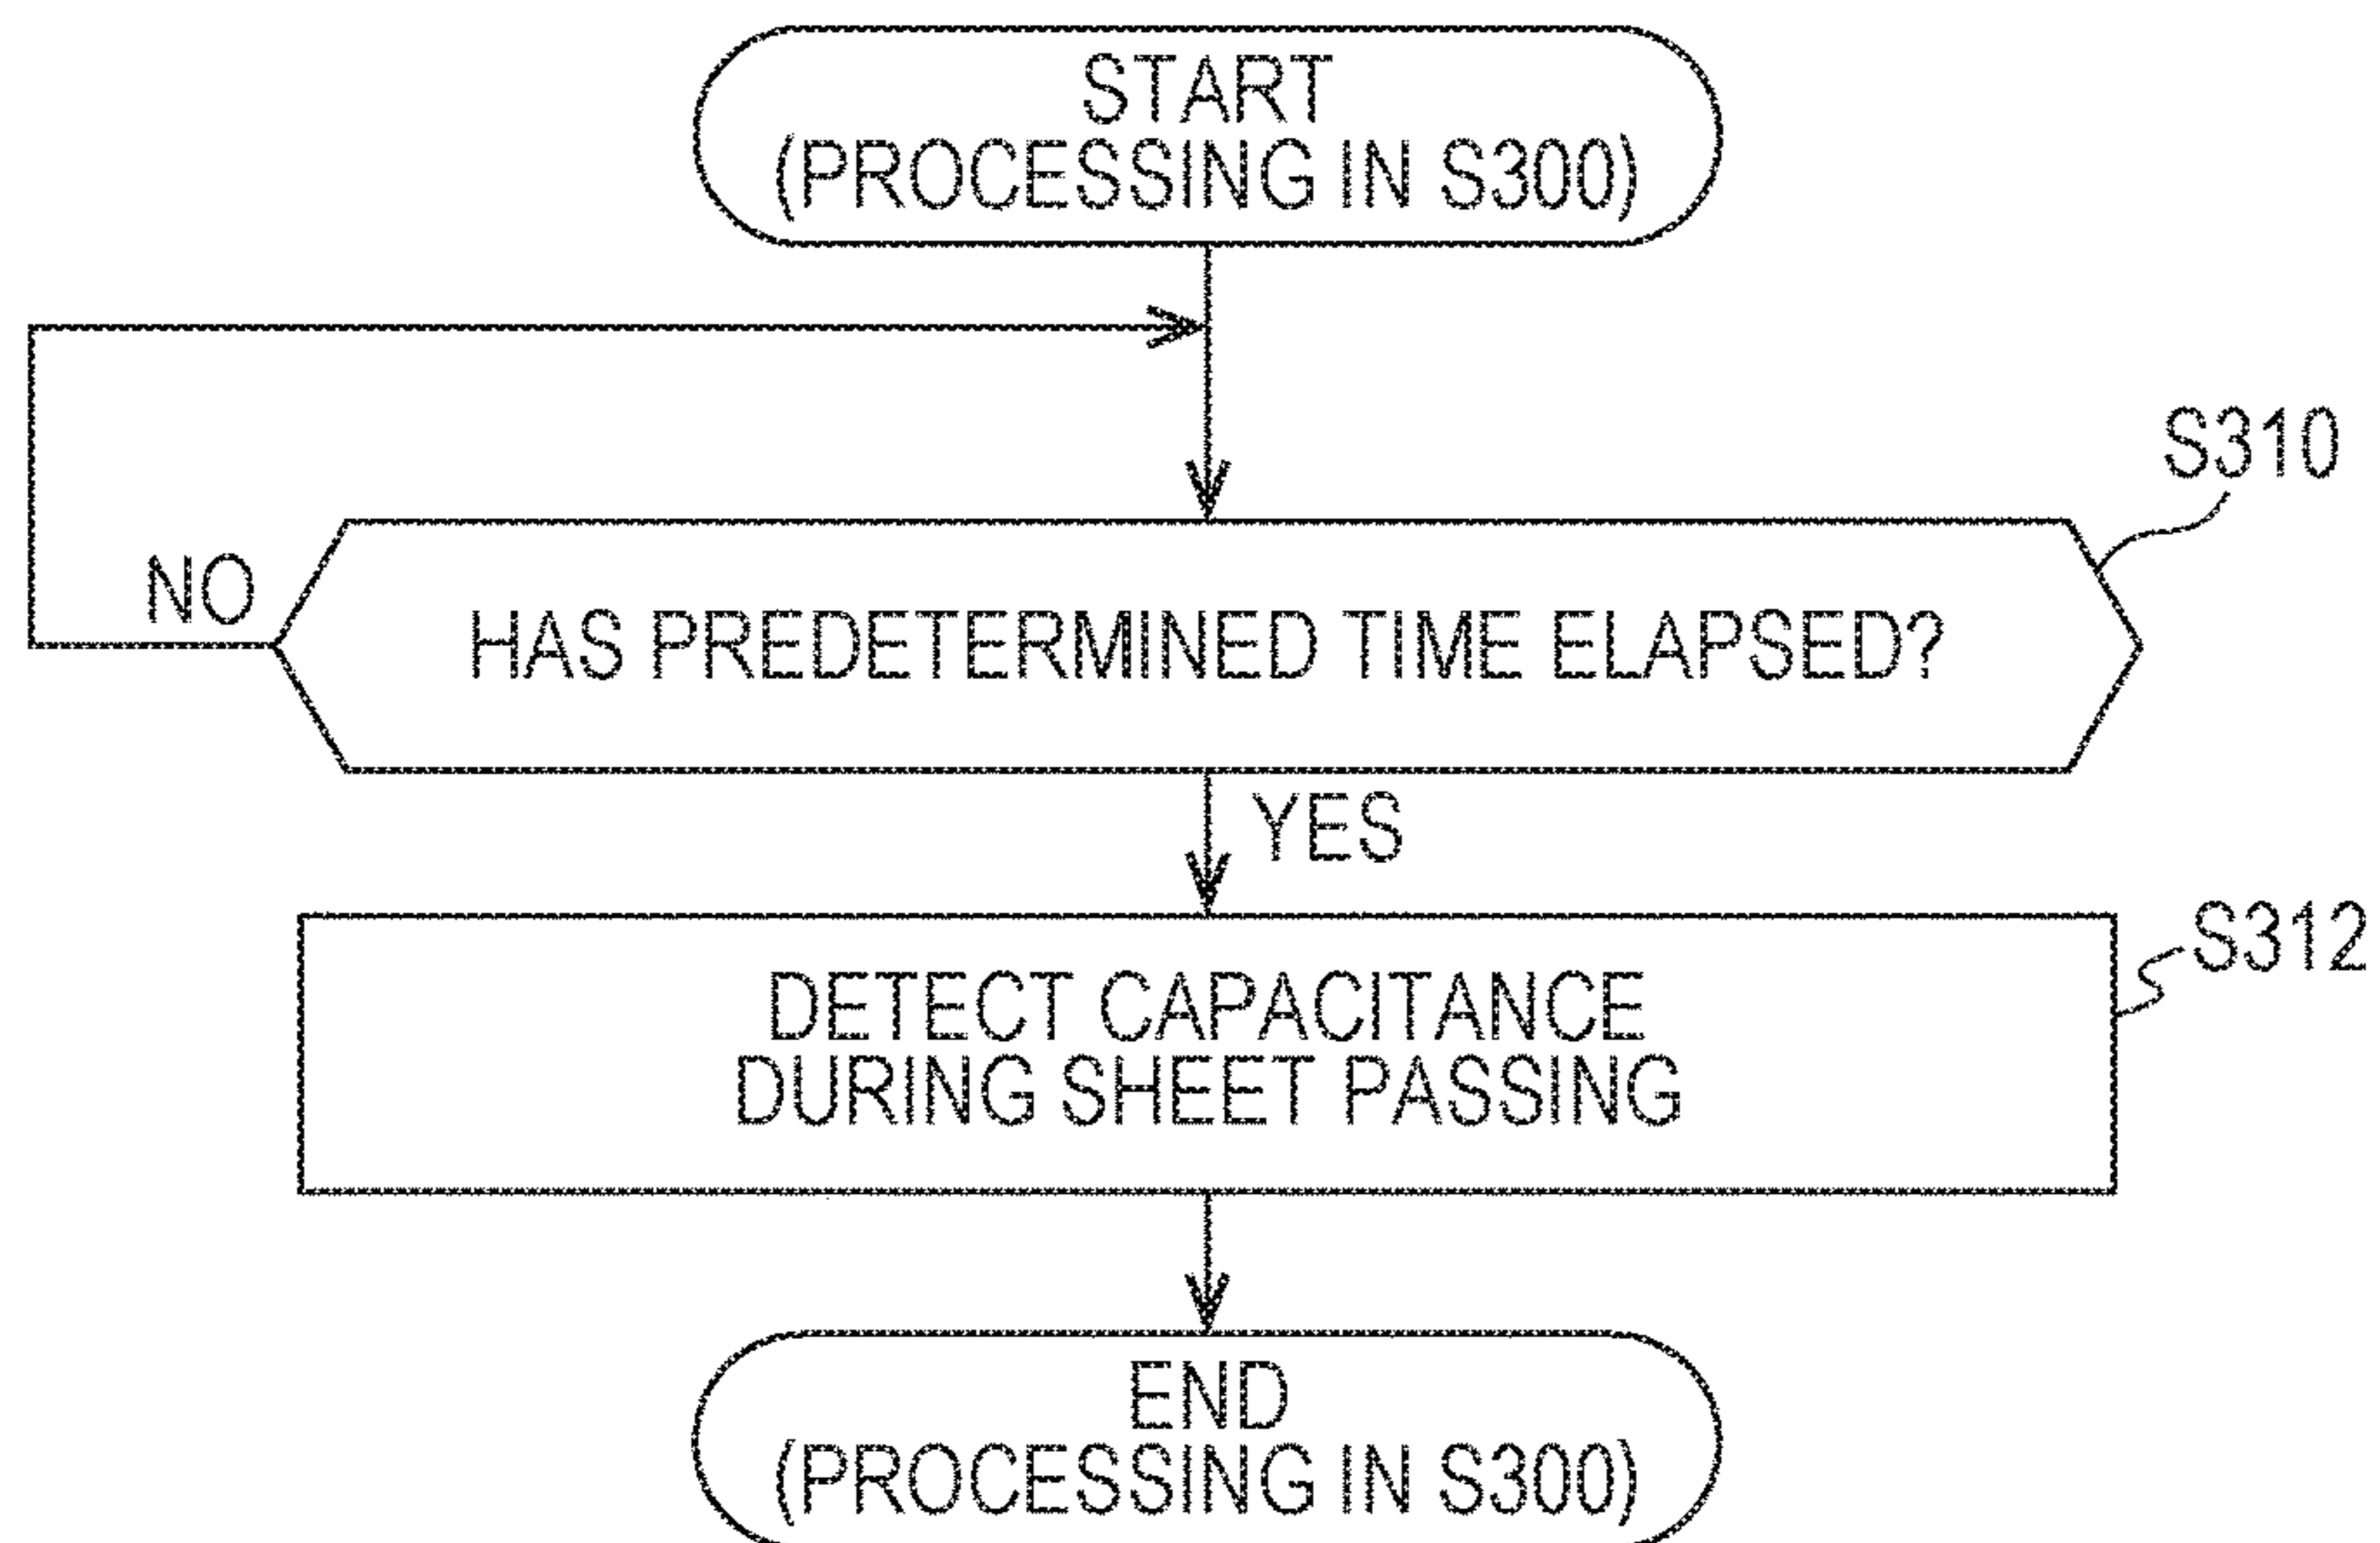 START
(PROCESSING IN S300)
S310
NO
HAS PREDETERMINED TIME ELAPSED?
YES
S312
DETECT CAPACITANCE
DURING SHEET PASSING
END
(PROCESSING IN S300)